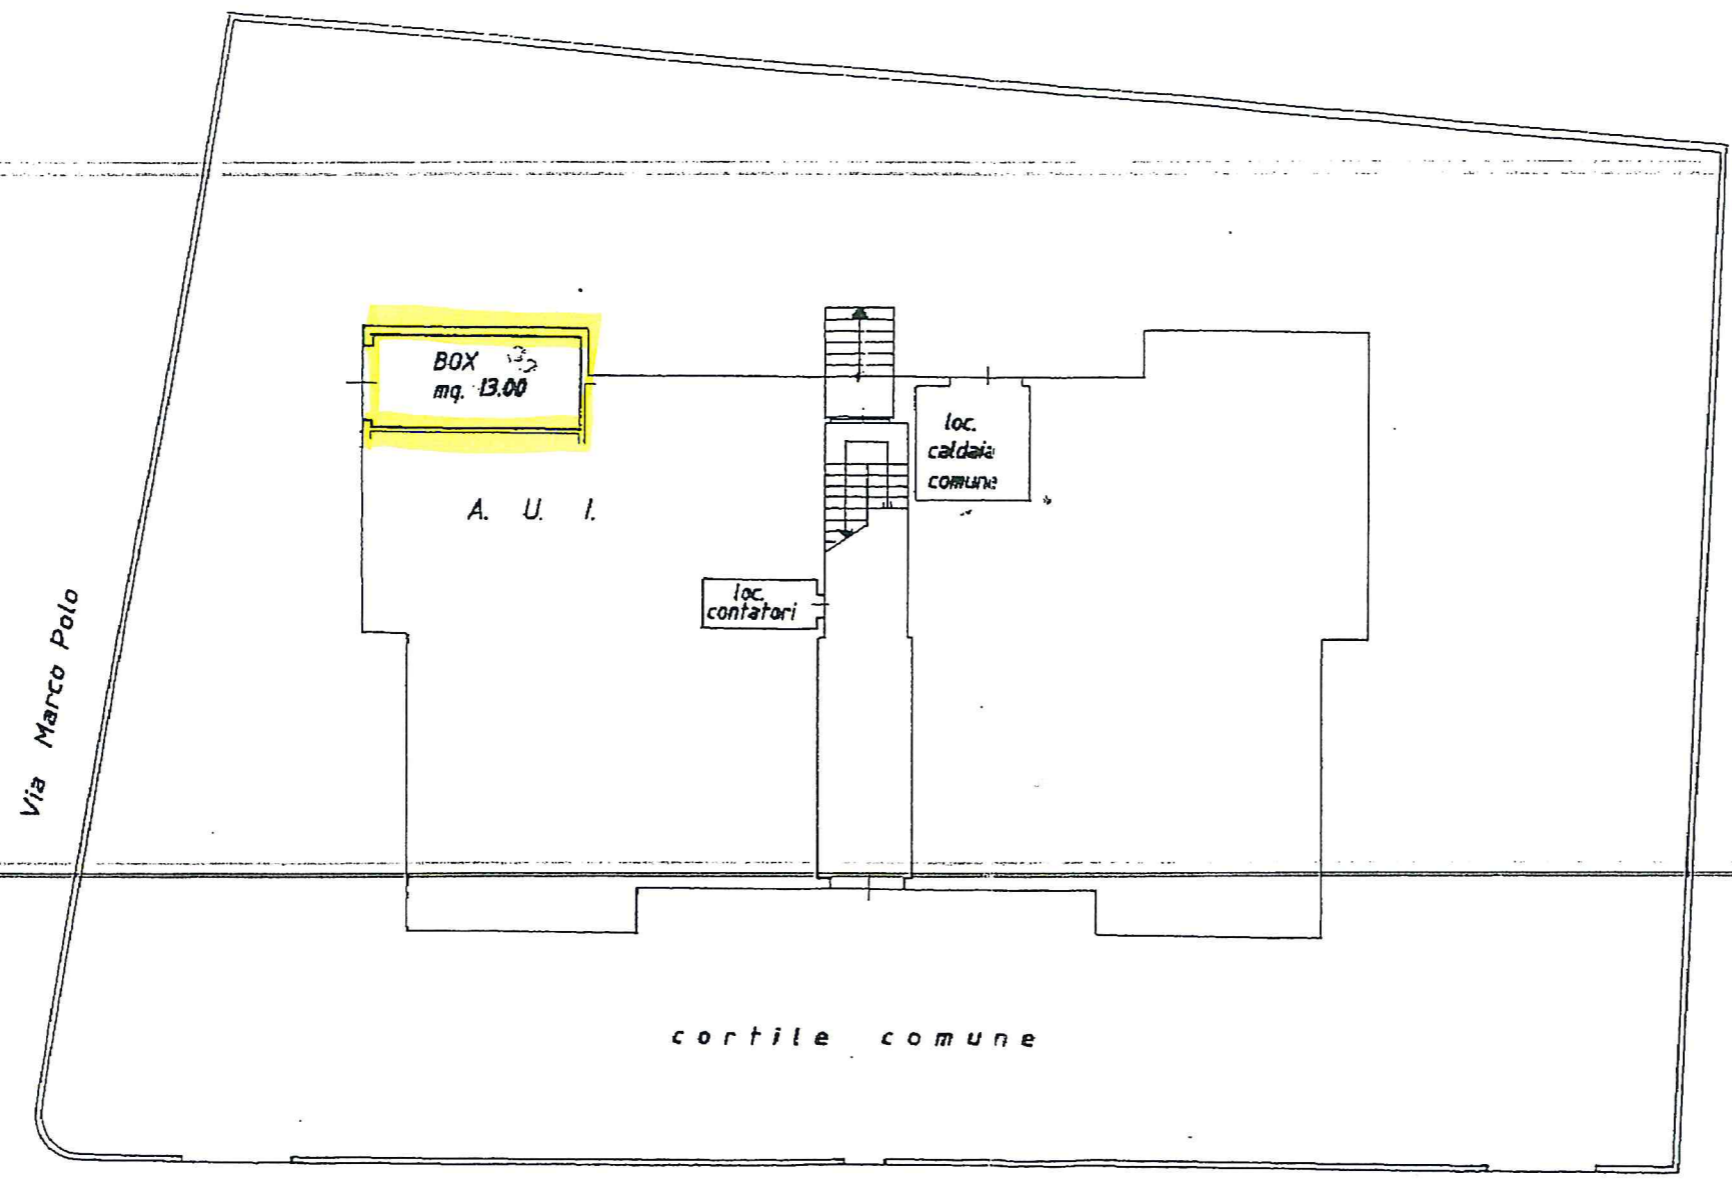 BOX
mq. 13.00
loc.
caldaia
comune
A. U. I.
loc.
contatori
Via Marco Polo
cortile comune